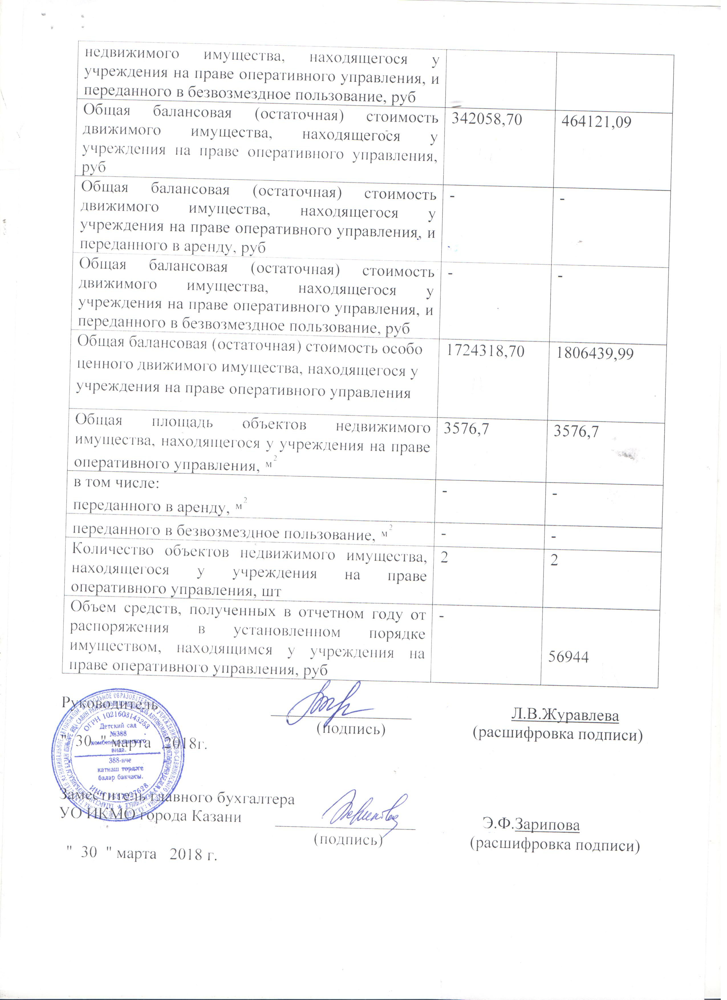 недвижимого имущества, находящегося у
учреждения на праве оперативного управления, и
переданного в безвозмездное пользование, руб
Общая балансовая (остаточная) стоимость 342058,70 464121,09
движимого имущества, находящегося у
учреждения на праве оперативного управления,
руб
Общая балансовая (остаточная) стоимость - -
движимого имущества, находящегося у
учреждения на праве оперативного управления, и
переданного в аренду, руб
Общая балансовая (остаточная) стоимость - -
движимого имущества, находящегося у
учреждения на праве оперативного управления, и
переданного в безвозмездное пользование, руб
Общая балансовая (остаточная) стоимость особо 1724318,70 1806439,99
ценного движимого имущества, находящегося у
учреждения на праве оперативного управления
Общая площадь объектов недвижимого 3576,7 3576,7
имущества, находящегося у учреждения на праве
оперативного управления, м²
в том числе: - -
переданного в аренду, м²
переданного в безвозмездное пользование, м² - -
Количество объектов недвижимого имущества, 2 2
находящегося у учреждения на праве
оперативного управления, шт
Объем средств, полученных в отчетном году от -
распоряжения в установленном порядке
имуществом, находящимся у учреждения на 56944
праве оперативного управления, руб
Руководитель Л.В.Журавлева
(подпись) (расшифровка подписи)
" 30 " марта 2018г.
ОГРН 1021603143253
Детский сад
№388
комбинированного
вида.
388-нче
катнаш төрдәге
балар бакчасы.
Заместитель главного бухгалтера
УО ИКМО города Казани Э.Ф.Зарипова
(подпись) (расшифровка подписи)
" 30 " марта 2018 г.